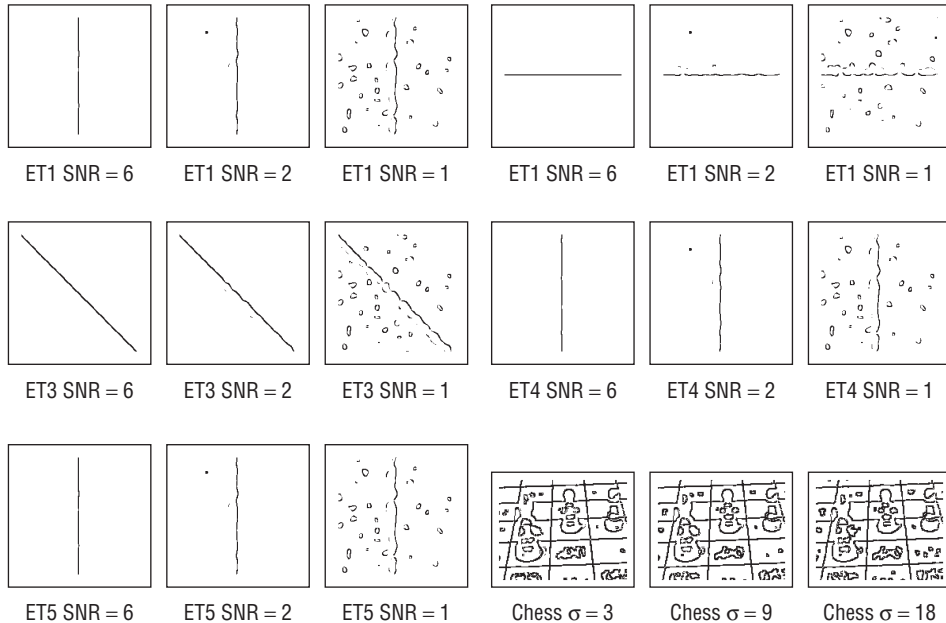 ET1 SNR = 6 ET1 SNR = 2 ET1 SNR = 1 ET1 SNR = 6 ET1 SNR = 2 ET1 SNR = 1
ET3 SNR = 6 ET3 SNR = 2 ET3 SNR = 1 ET4 SNR = 6 ET4 SNR = 2 ET4 SNR = 1
ET5 SNR = 6 ET5 SNR = 2 ET5 SNR = 1 Chess σ = 3 Chess σ = 9 Chess σ = 18